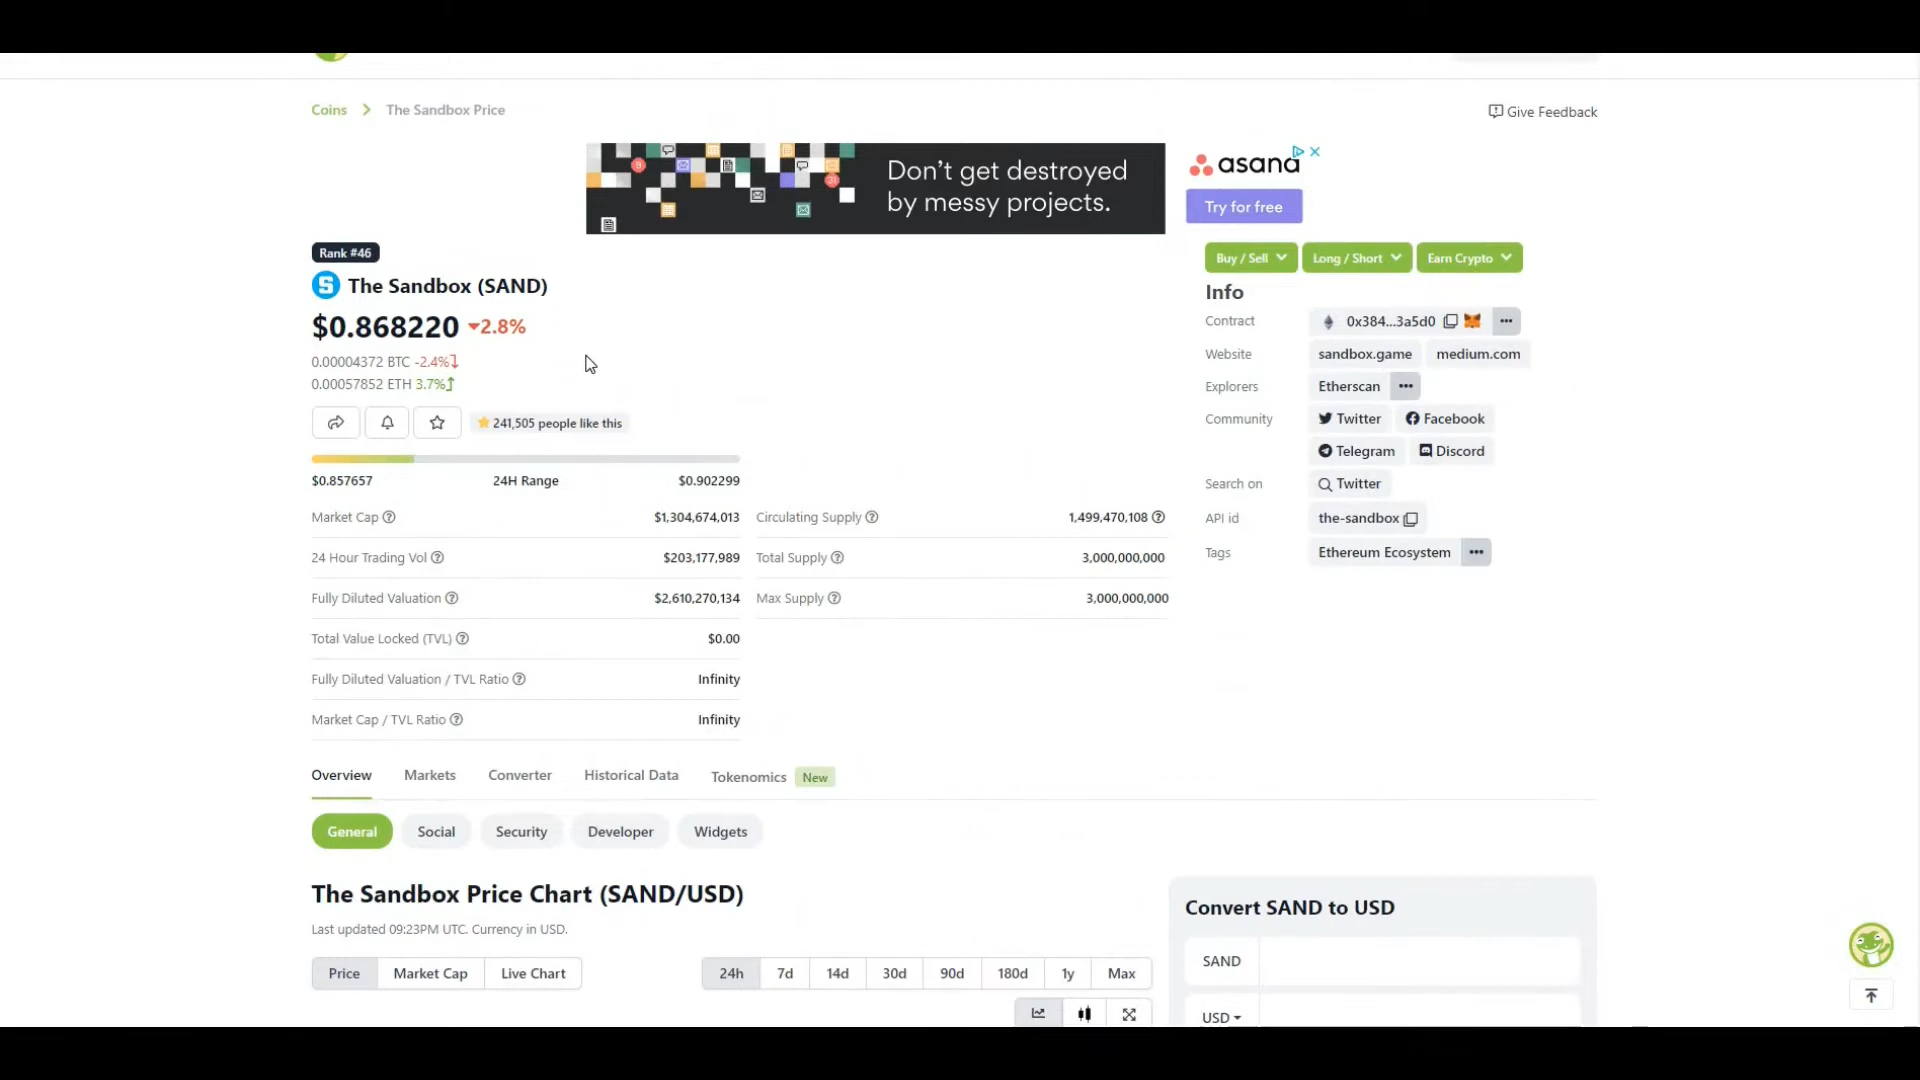 Coins > The Sandbox Price
Give Feedback
Don't get destroyed
by messy projects.
asana
Try for free
Rank #46
The Sandbox (SAND)
$0.868220 2.8%
0.00004372 BTC -2.4%
0.00057852 ETH 3.7%
241,505 people like this
$0.857657 24H Range $0.902299
Market Cap $1,304,674,013
24 Hour Trading Vol $203,177,989
Fully Diluted Valuation $2,610,270,134
Total Value Locked (TVL) $0.00
Fully Diluted Valuation / TVL Ratio Infinity
Market Cap / TVL Ratio Infinity
Circulating Supply 1,499,470,108
Total Supply 3,000,000,000
Max Supply 3,000,000,000
Buy / Sell Long / Short Earn Crypto
Info
Contract 0x384...3a5d0 •••
Website sandbox.game medium.com
Explorers Etherscan •••
Community Twitter Facebook
Telegram Discord
Search on Twitter
API id the-sandbox
Tags Ethereum Ecosystem •••
Overview Markets Converter Historical Data Tokenomics New
General Social Security Developer Widgets
The Sandbox Price Chart (SAND/USD)
Last updated 09:23PM UTC. Currency in USD.
Price Market Cap Live Chart
24h 7d 14d 30d 90d 180d 1y Max
Convert SAND to USD
SAND
USD